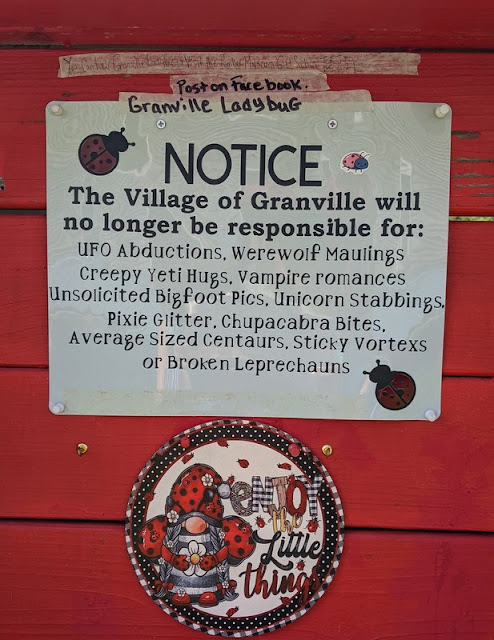 Post on Facebook.
Granville Ladybug
NOTICE
The Village of Granville will
no longer be responsible for:
UFO Abductions, Werewolf Maulings
Creepy Yeti Hugs, Vampire romances
Unsolicited Bigfoot Pics, Unicorn Stabbings,
Pixie Glitter, Chupacabra Bites,
Average Sized Centaurs, Sticky Vortexs
or Broken Leprechauns
enjoy
the
Little
things